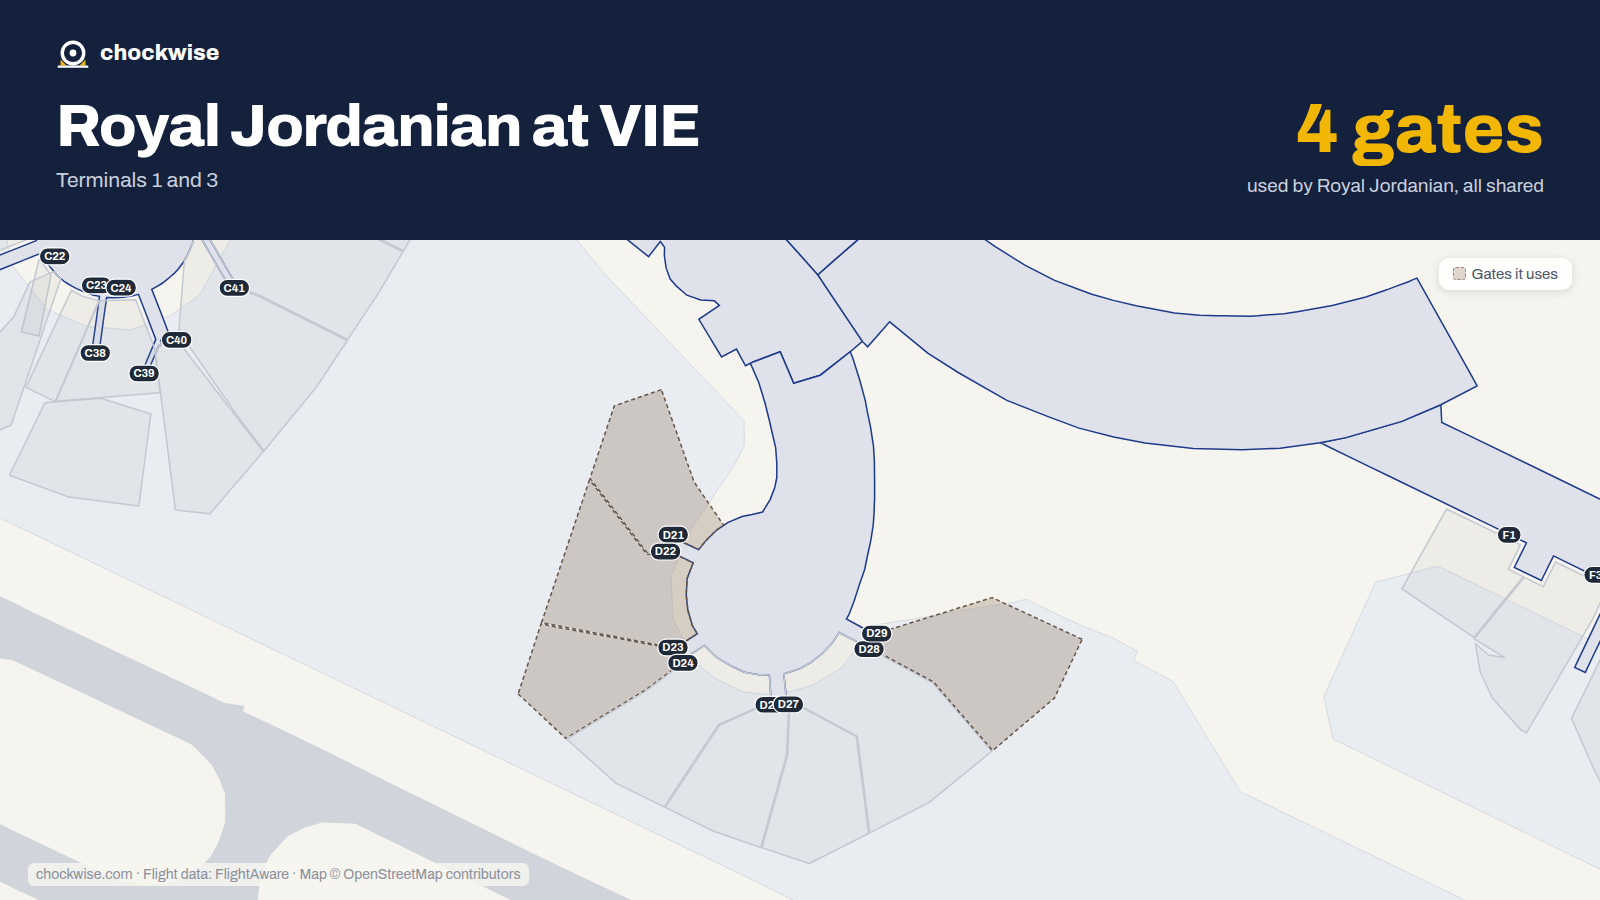 chockwise
Royal Jordanian at VIE
Terminals 1 and 3
4 gates
used by Royal Jordanian, all shared
Gates it uses
C22
C23
C24
C41
C40
C38
C39
D21
D22
D23
D24
D27
D29
D28
F1
chockwise.com · Flight data: FlightAware · Map © OpenStreetMap contributors